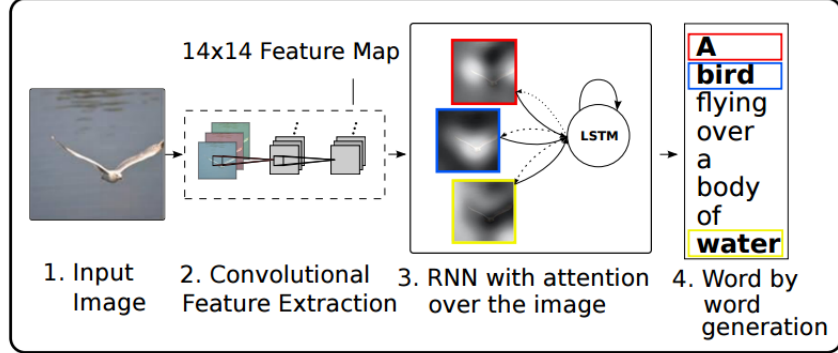 14x14 Feature Map
LSTM
A
bird
flying
over
a
body
of
water
1. Input
Image
2. Convolutional
Feature Extraction
3. RNN with attention
over the image
4. Word by
word
generation